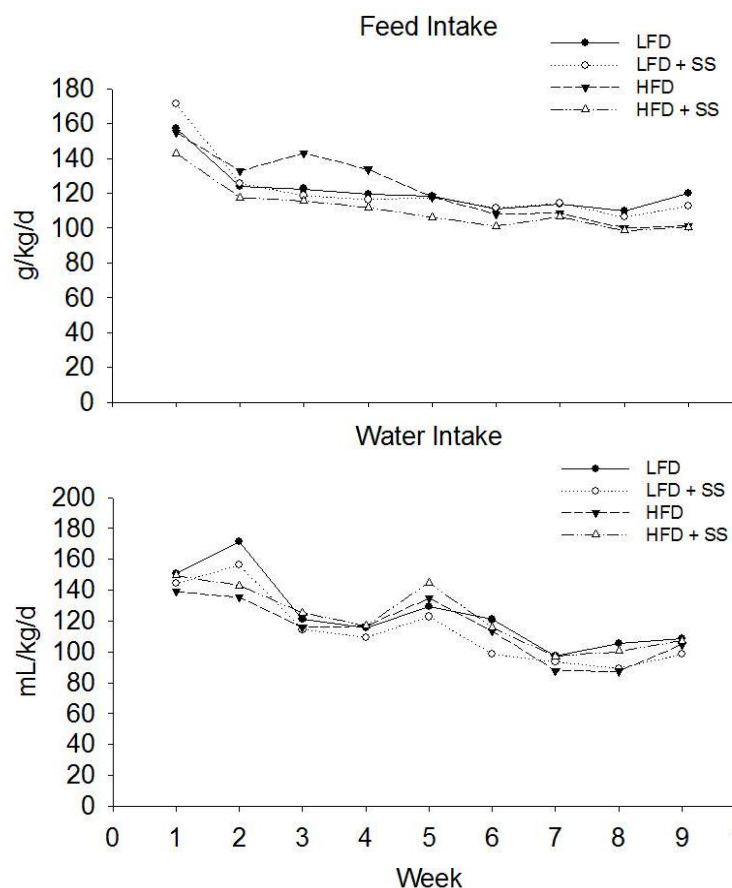 Feed Intake
LFD
LFD + SS
HFD
HFD + SS
180
160
140
120
100
80
60
40
20
0
g/kg/d
Water Intake
LFD
LFD + SS
HFD
HFD + SS
200
180
160
140
120
100
80
60
40
20
0
mL/kg/d
0 1 2 3 4 5 6 7 8 9
Week